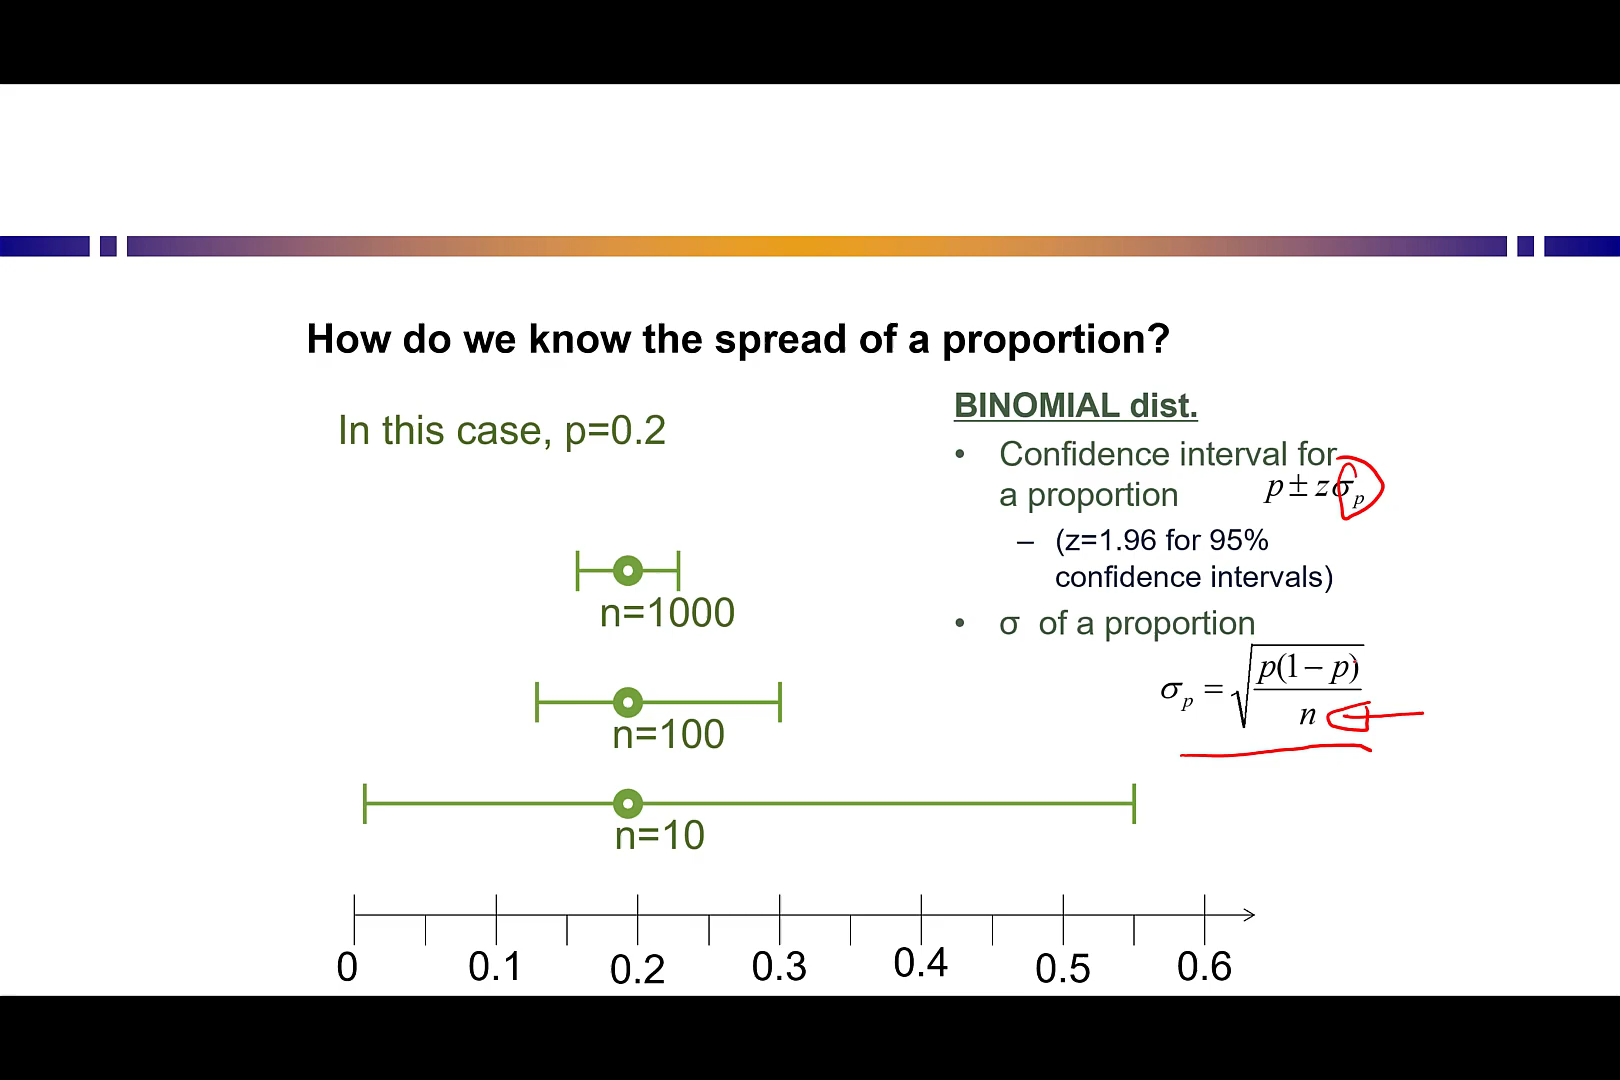 How do we know the spread of a proportion?
In this case, p=0.2
n=1000
n=100
n=10
0 0.1 0.2 0.3 0.4 0.5 0.6
BINOMIAL dist.
• Confidence interval for
a proportion p ± zσₚ
– (z=1.96 for 95%
confidence intervals)
• σ of a proportion
σₚ = √(p(1 − p)/n)